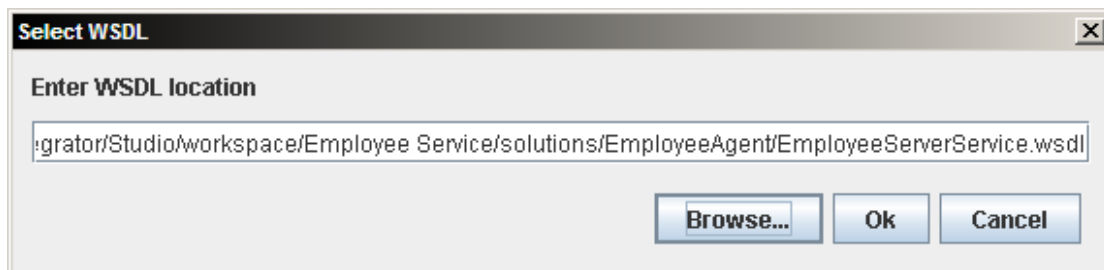 Select WSDL
Enter WSDL location
grator/Studio/workspace/Employee Service/solutions/EmployeeAgent/EmployeeServerService.wsdl
Browse... Ok Cancel